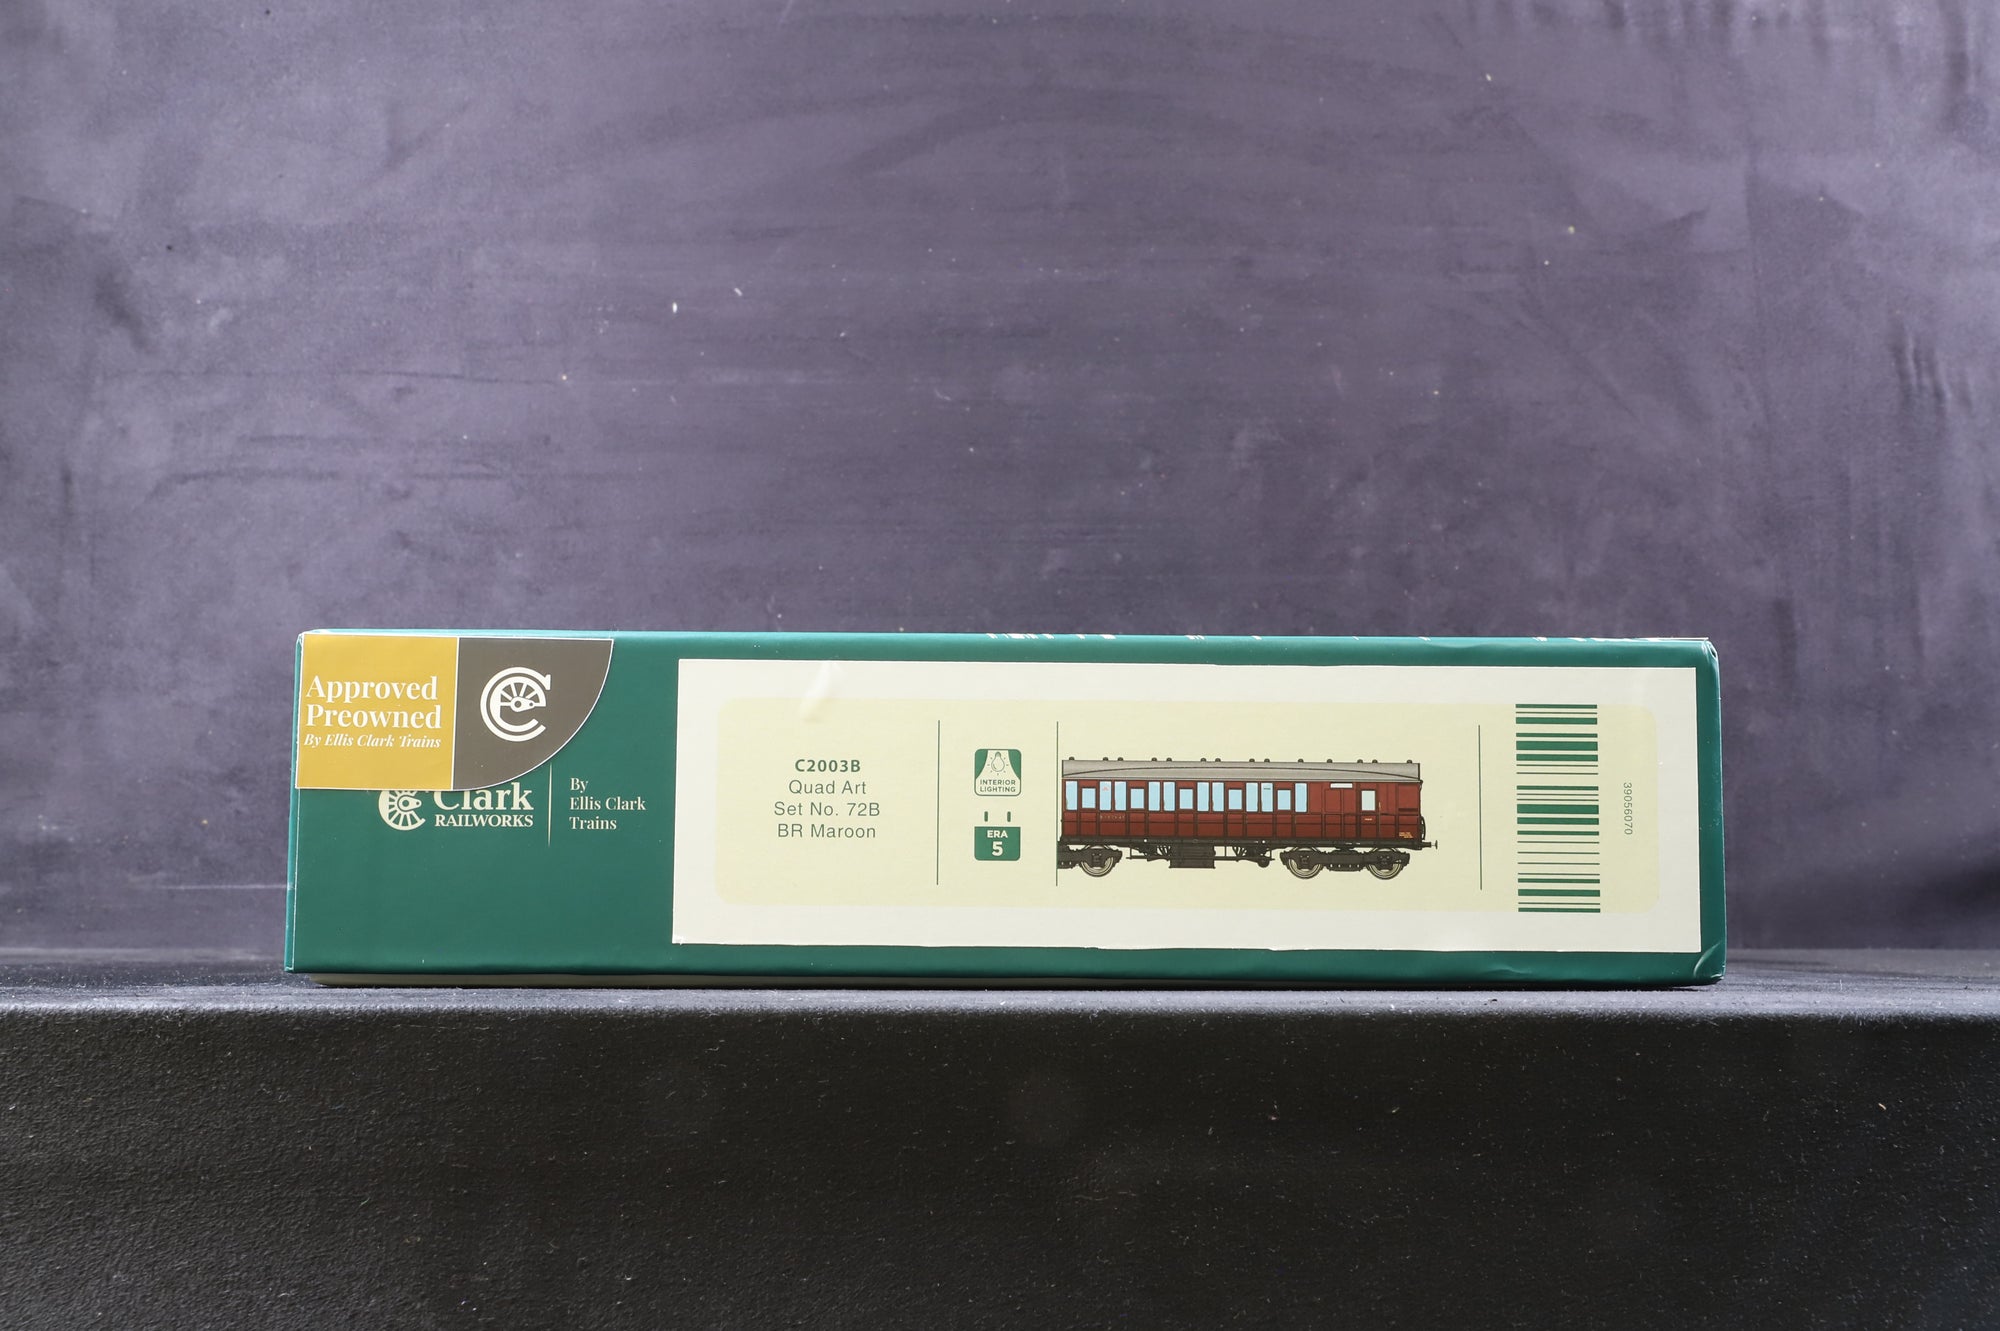 Approved
Preowned
By Ellis Clark Trains
Clark
RAILWORKS
By
Ellis Clark
Trains
C2003B
Quad Art
Set No. 72B
BR Maroon
INTERIOR
LIGHTING
ERA
5
39056070